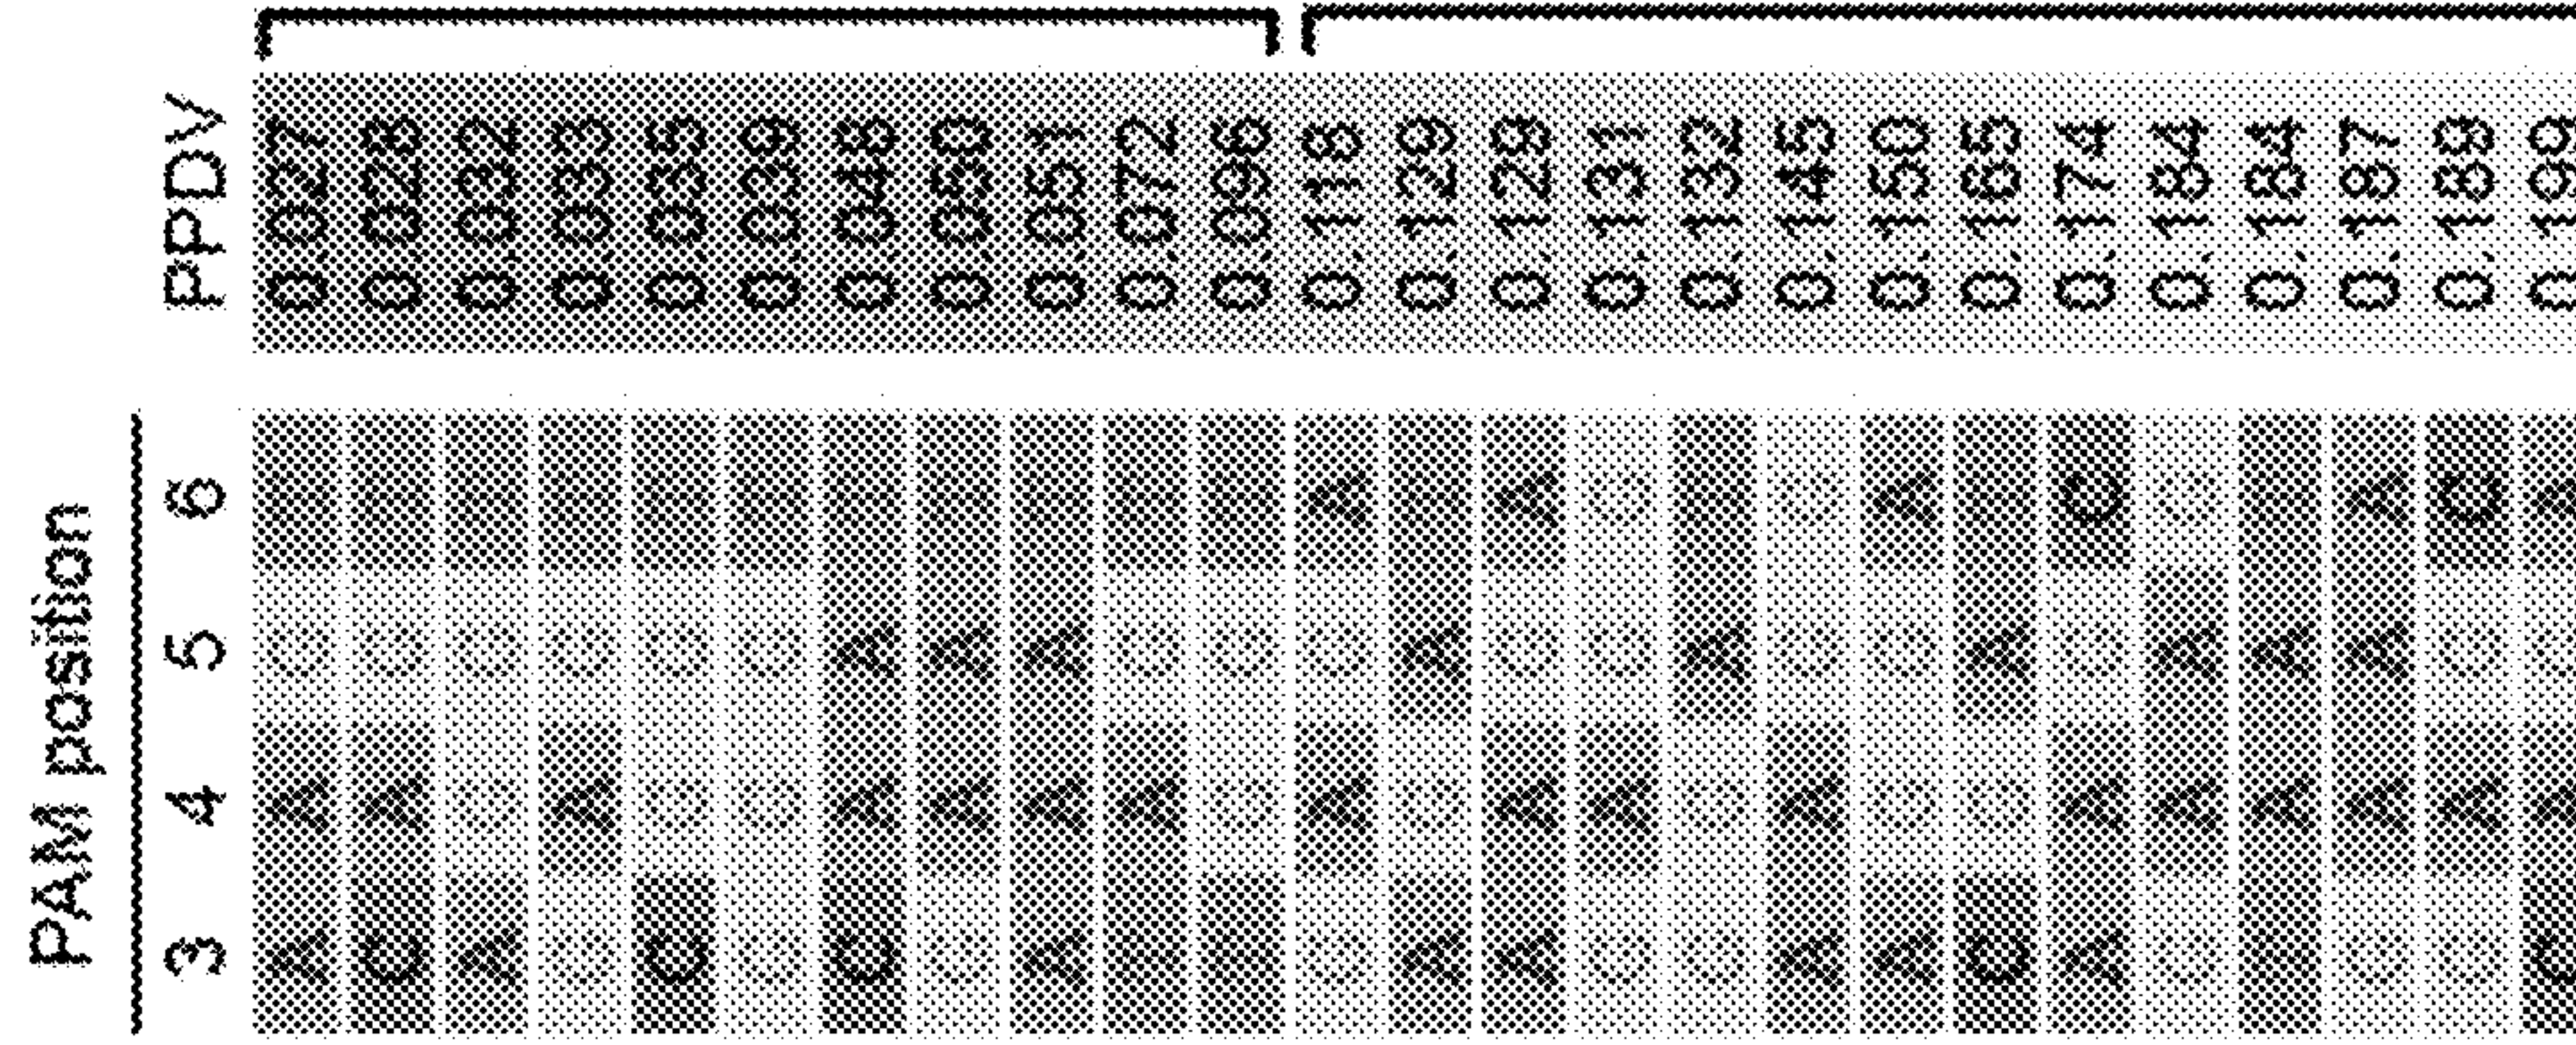 PAM position
3 4 5 6 PPDV
A A G T 0.027
C A G T 0.028
A G G T 0.032
G A G T 0.033
C G G T 0.035
G G G T 0.039
C A A T 0.048
G A A T 0.050
A A A T 0.051
T A G T 0.072
T G G T 0.096
G A G A 0.118
A G A T 0.129
A A G A 0.129
G A G G 0.131
G G A T 0.132
A A G G 0.145
A G G A 0.150
C G A T 0.165
A A G C 0.174
G A A G 0.184
T A A T 0.184
G A A A 0.187
G A G C 0.189
C A G A 0.199